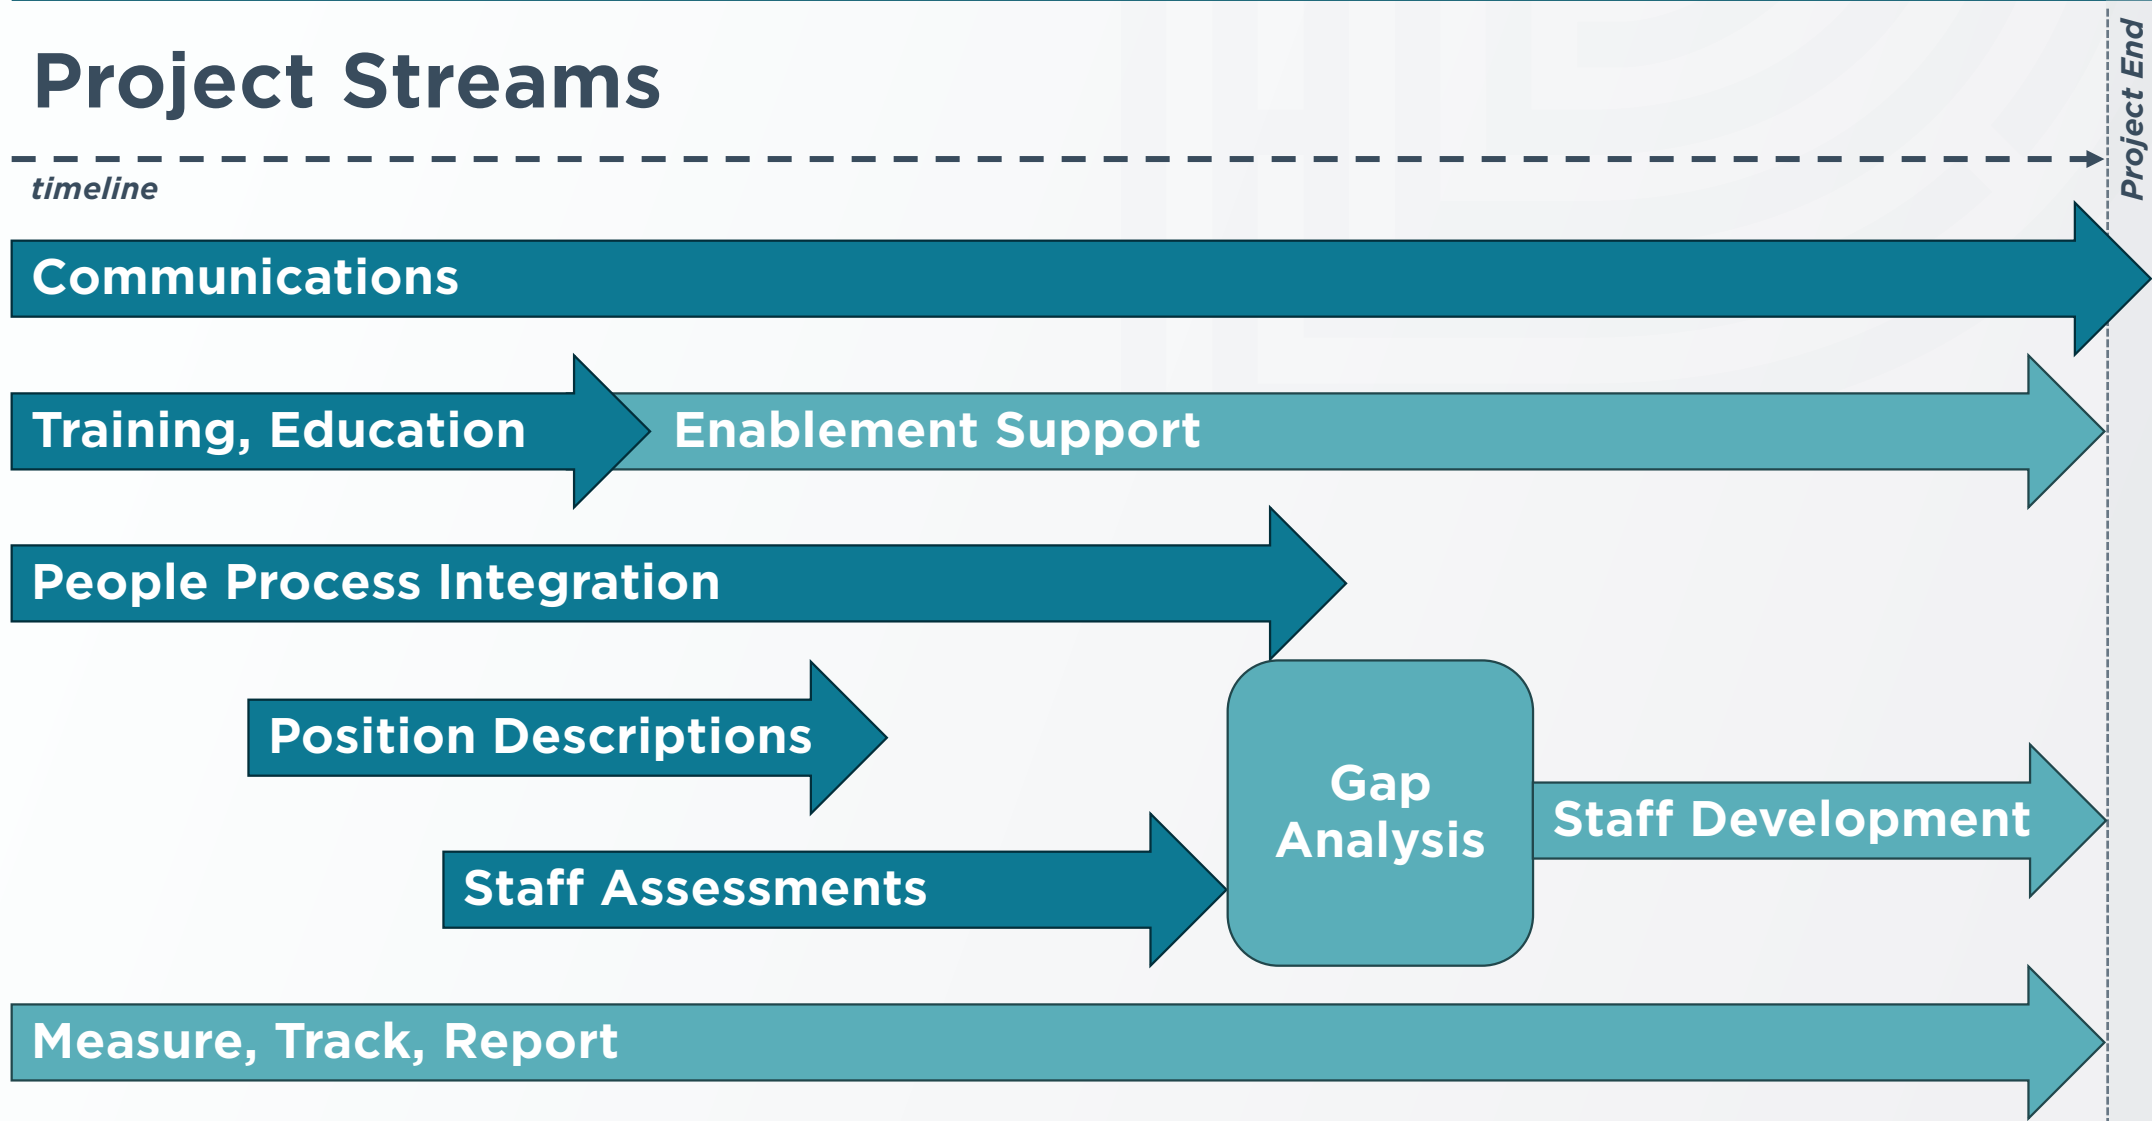 Project Streams
Project End
timeline
Communications
Training, Education
Enablement Support
People Process Integration
Position Descriptions
Gap
Analysis
Staff Development
Staff Assessments
Measure, Track, Report